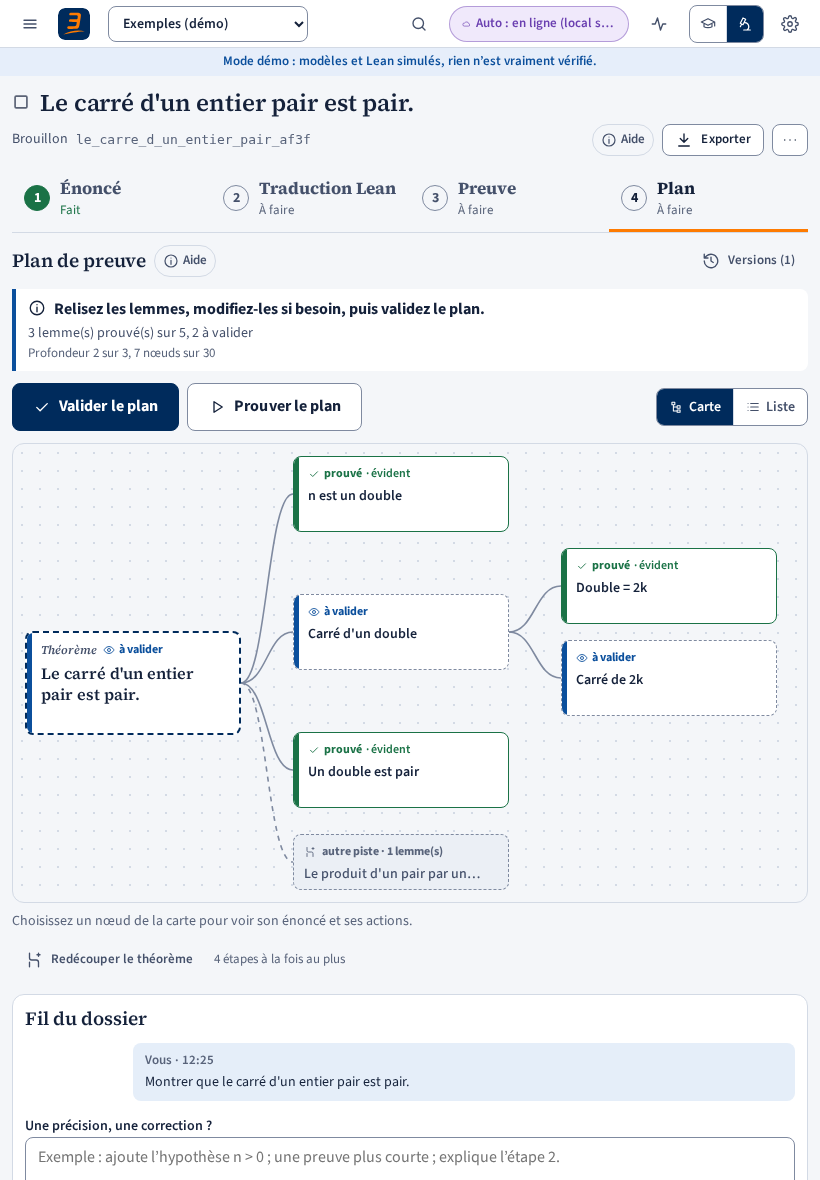 Exemples (démo)
Auto : en ligne (local s…
Mode démo : modèles et Lean simulés, rien n’est vraiment vérifié.
Le carré d'un entier pair est pair.
Brouillon le_carre_d_un_entier_pair_af3f
Aide
Exporter
...
1 Énoncé
Fait
2 Traduction Lean
À faire
3 Preuve
À faire
4 Plan
À faire
Plan de preuve
Aide
Versions (1)
Relisez les lemmes, modifiez-les si besoin, puis validez le plan.
3 lemme(s) prouvé(s) sur 5, 2 à valider
Profondeur 2 sur 3, 7 nœuds sur 30
Valider le plan
Prouver le plan
Carte
Liste
prouvé · évident
n est un double
prouvé · évident
Double = 2k
à valider
Carré d'un double
Théorème à valider
Le carré d'un entier
pair est pair.
à valider
Carré de 2k
prouvé · évident
Un double est pair
autre piste · 1 lemme(s)
Le produit d'un pair par un…
Choisissez un nœud de la carte pour voir son énoncé et ses actions.
Redécouper le théorème
4 étapes à la fois au plus
Fil du dossier
Vous · 12:25
Montrer que le carré d'un entier pair est pair.
Une précision, une correction ?
Exemple : ajoute l’hypothèse n > 0 ; une preuve plus courte ; explique l’étape 2.